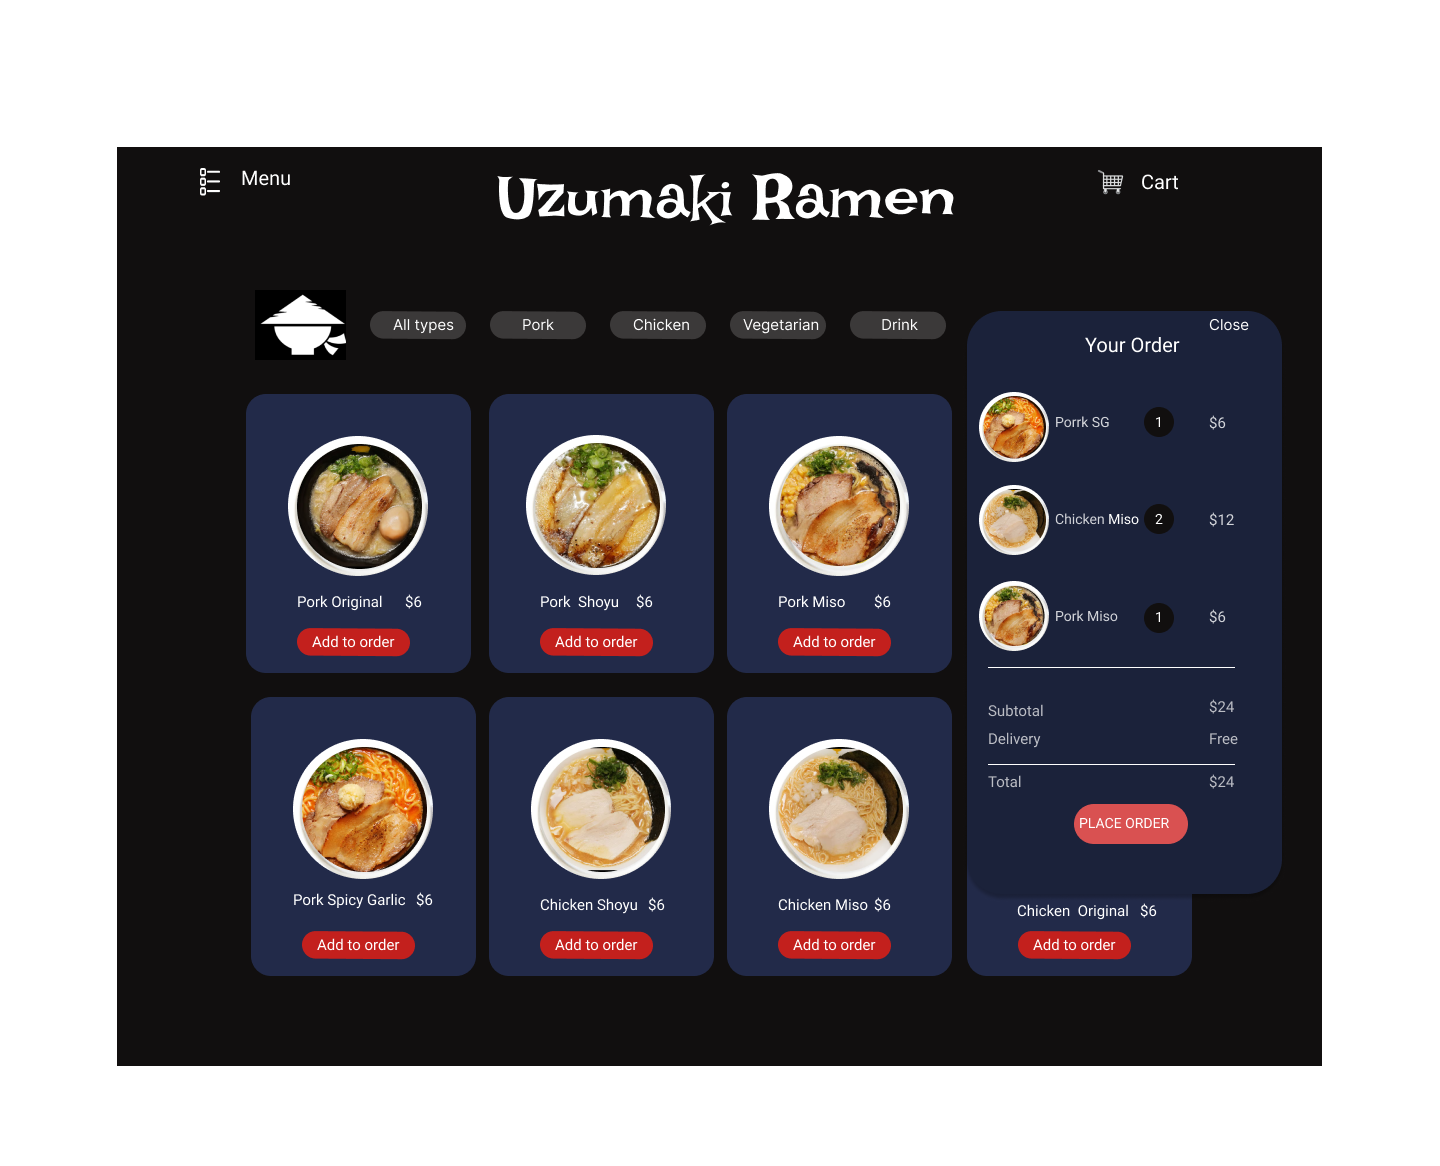 Menu
Uzumaki Ramen
Cart
All types
Pork
Chicken
Vegetarian
Drink
Pork Original $6
Add to order
Pork Shoyu $6
Add to order
Pork Miso $6
Add to order
Pork Spicy Garlic $6
Add to order
Chicken Shoyu $6
Add to order
Chicken Miso $6
Add to order
Chicken Original $6
Add to order
Close
Your Order
Porrk SG 1 $6
Chicken Miso 2 $12
Pork Miso 1 $6
Subtotal $24
Delivery Free
Total $24
PLACE ORDER